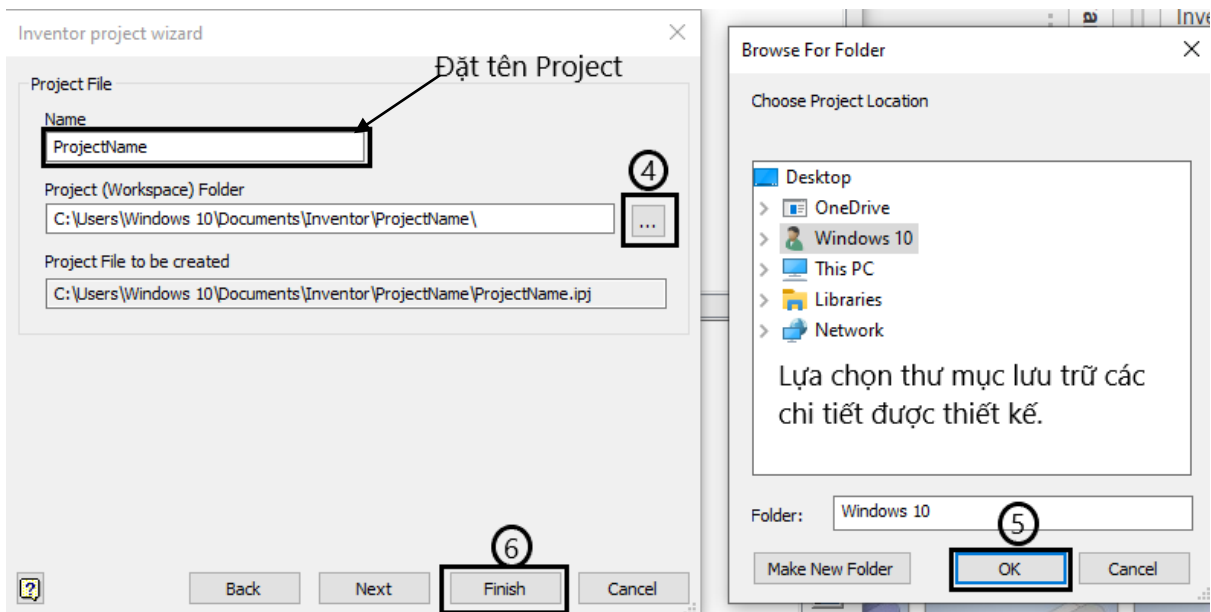 Inventor project wizard
Đặt tên Project
Project File
Name
ProjectName
4
Project (Workspace) Folder
C:\Users\Windows 10\Documents\Inventor\ProjectName\
...
Project File to be created
C:\Users\Windows 10\Documents\Inventor\ProjectName\ProjectName.ipj
6
Back
Next
Finish
Cancel
Inve
Browse For Folder
Choose Project Location
Desktop
OneDrive
Windows 10
This PC
Libraries
Network
Lựa chọn thư mục lưu trữ các
chi tiết được thiết kế.
Folder:
Windows 10
5
Make New Folder
OK
Cancel